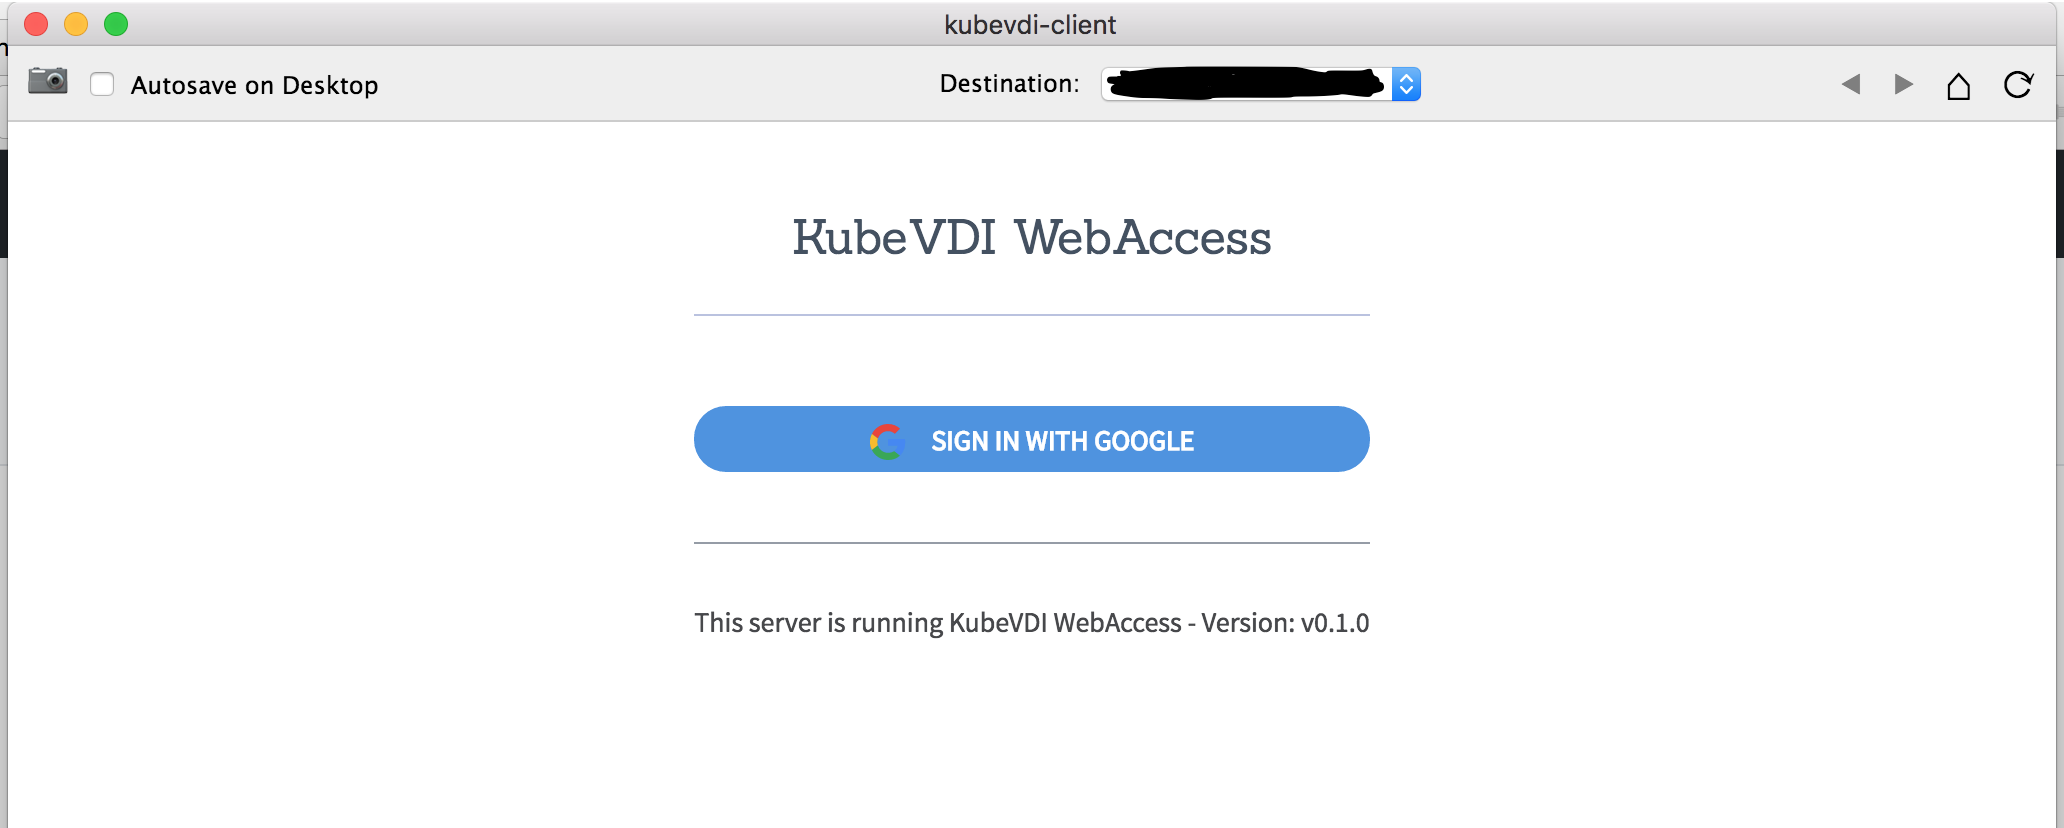 kubevdi-client
Autosave on Desktop
Destination:
KubeVDI WebAccess
SIGN IN WITH GOOGLE
This server is running KubeVDI WebAccess - Version: v0.1.0